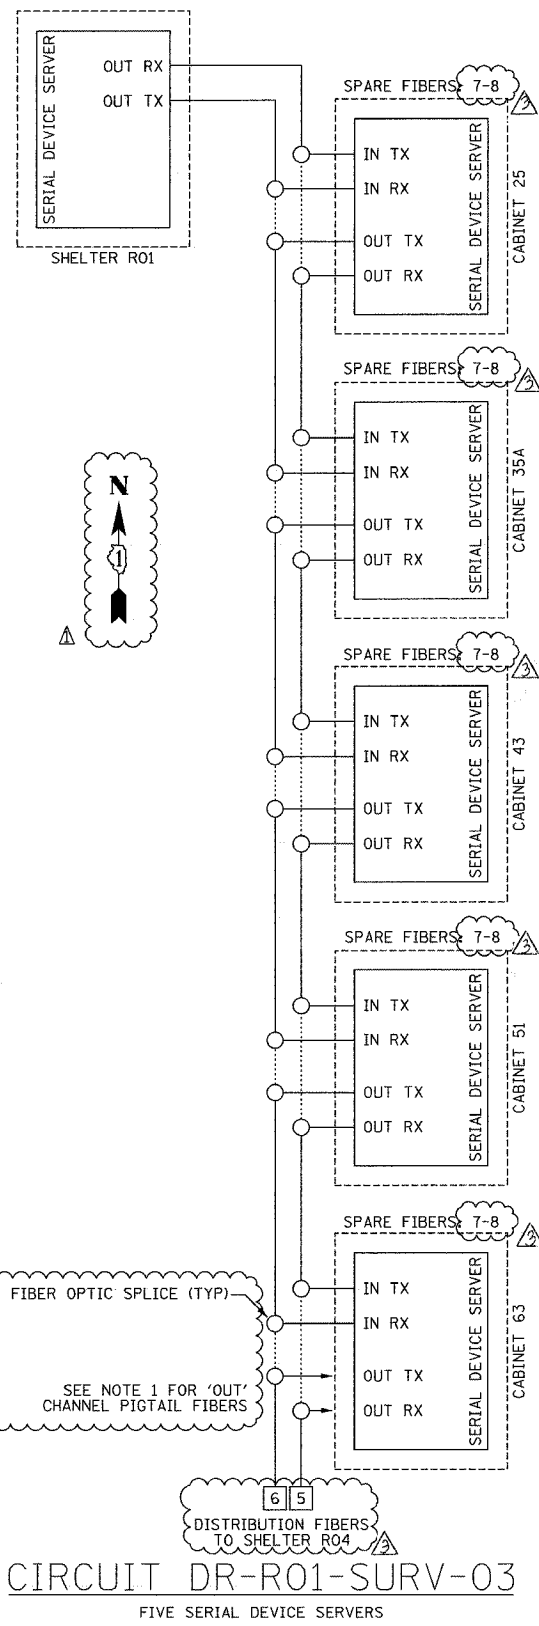 SERIAL DEVICE SERVER
OUT RX
OUT TX
SHELTER R01
SPARE FIBERS 7-8
3
IN TX
IN RX
OUT TX
OUT RX
SERIAL DEVICE SERVER
CABINET 25
SPARE FIBERS 7-8
3
IN TX
IN RX
OUT TX
OUT RX
SERIAL DEVICE SERVER
CABINET 35A
N
1
1
SPARE FIBERS 7-8
3
IN TX
IN RX
OUT TX
OUT RX
SERIAL DEVICE SERVER
CABINET 43
SPARE FIBERS 7-8
3
IN TX
IN RX
OUT TX
OUT RX
SERIAL DEVICE SERVER
CABINET 51
SPARE FIBERS 7-8
3
IN TX
IN RX
OUT TX
OUT RX
SERIAL DEVICE SERVER
CABINET 63
FIBER OPTIC SPLICE (TYP)
SEE NOTE 1 FOR 'OUT'
CHANNEL PIGTAIL FIBERS
6 5
DISTRIBUTION FIBERS
TO SHELTER R04
3
CIRCUIT DR-R01-SURV-03
FIVE SERIAL DEVICE SERVERS